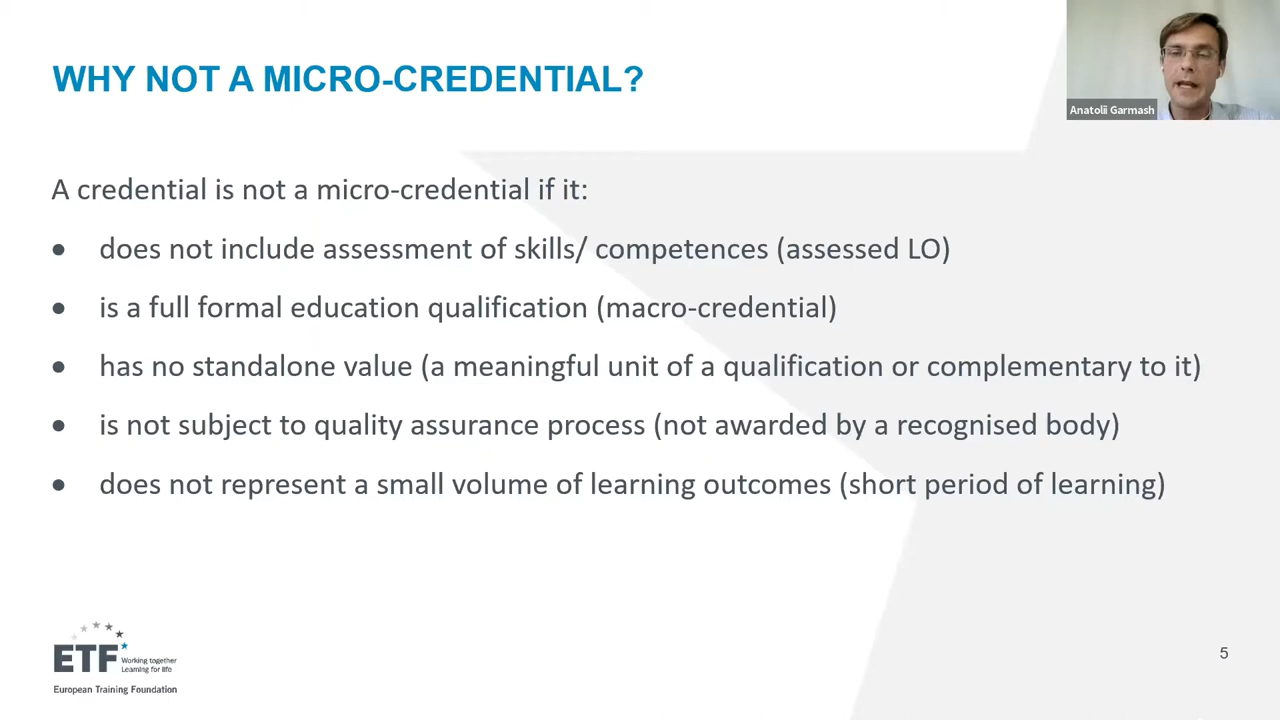 WHY NOT A MICRO-CREDENTIAL?
Anatolii Garmash
A credential is not a micro-credential if it:
• does not include assessment of skills/ competences (assessed LO)
• is a full formal education qualification (macro-credential)
• has no standalone value (a meaningful unit of a qualification or complementary to it)
• is not subject to quality assurance process (not awarded by a recognised body)
• does not represent a small volume of learning outcomes (short period of learning)
ETF
Working together
Learning for life
European Training Foundation
5